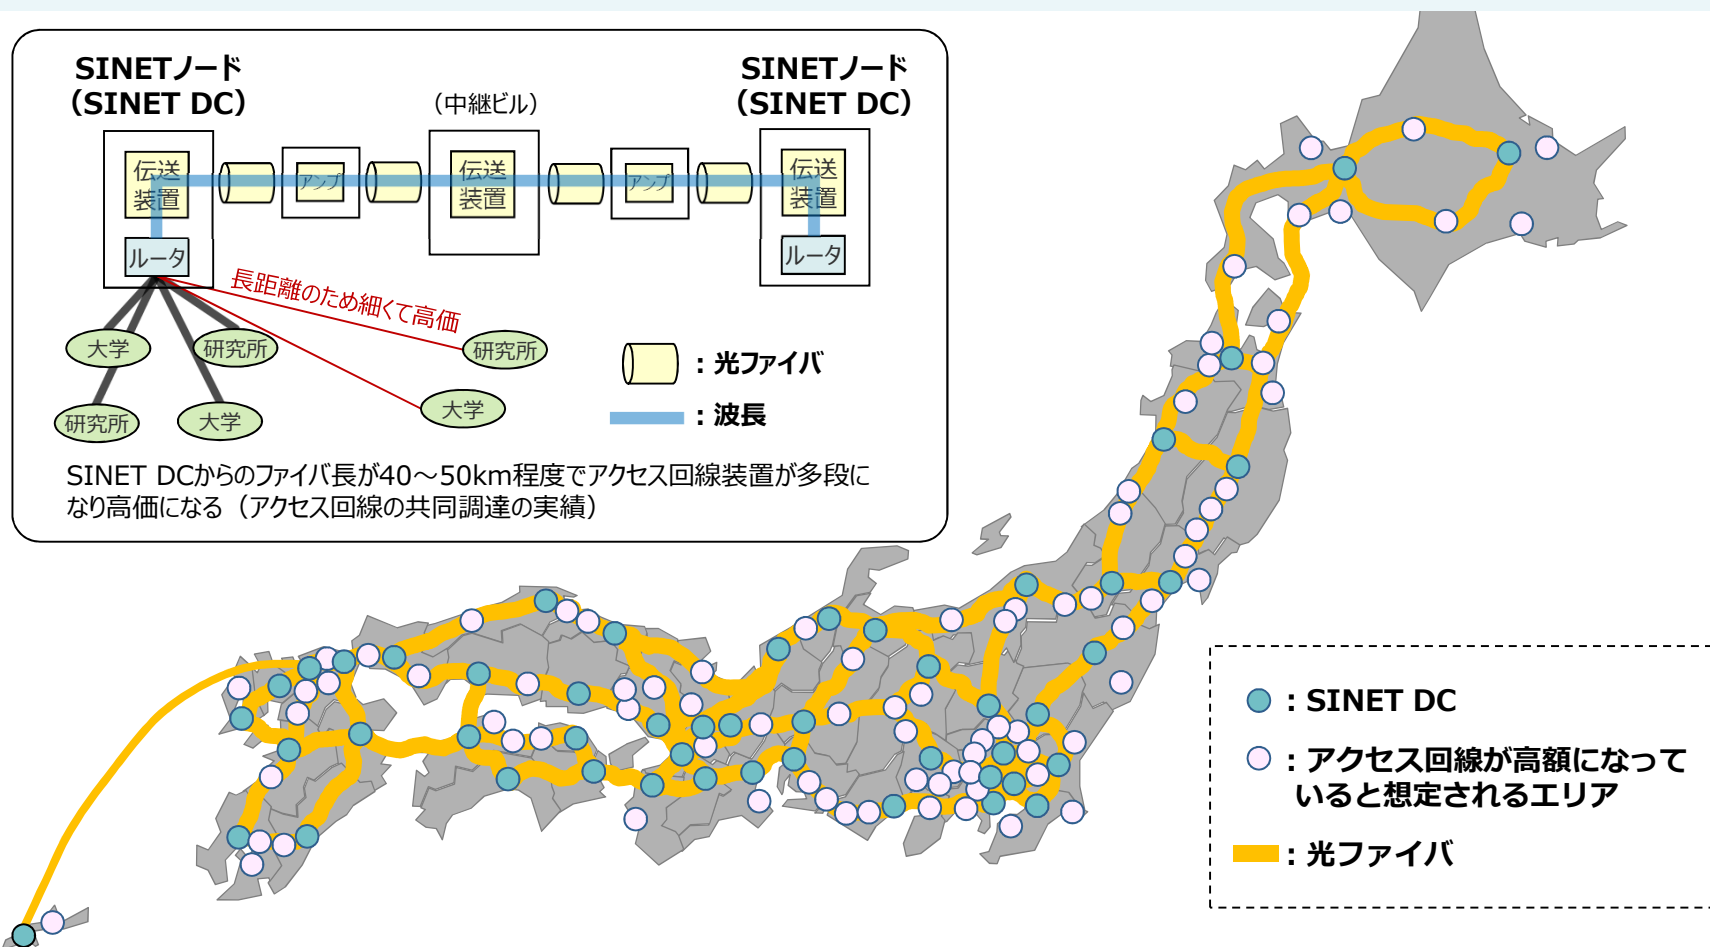 SINETノード
（SINET DC）
（中継ビル）
SINETノード
（SINET DC）
伝送
装置
アンプ
伝送
装置
アンプ
伝送
装置
ルータ
ルータ
長距離のため細くて高価
大学
研究所
研究所
研究所
大学
大学
：光ファイバ
：波長
SINET DCからのファイバ長が40～50km程度でアクセス回線装置が多段に
なり高価になる（アクセス回線の共同調達の実績）
：SINET DC
：アクセス回線が高額になって
いると想定されるエリア
：光ファイバ